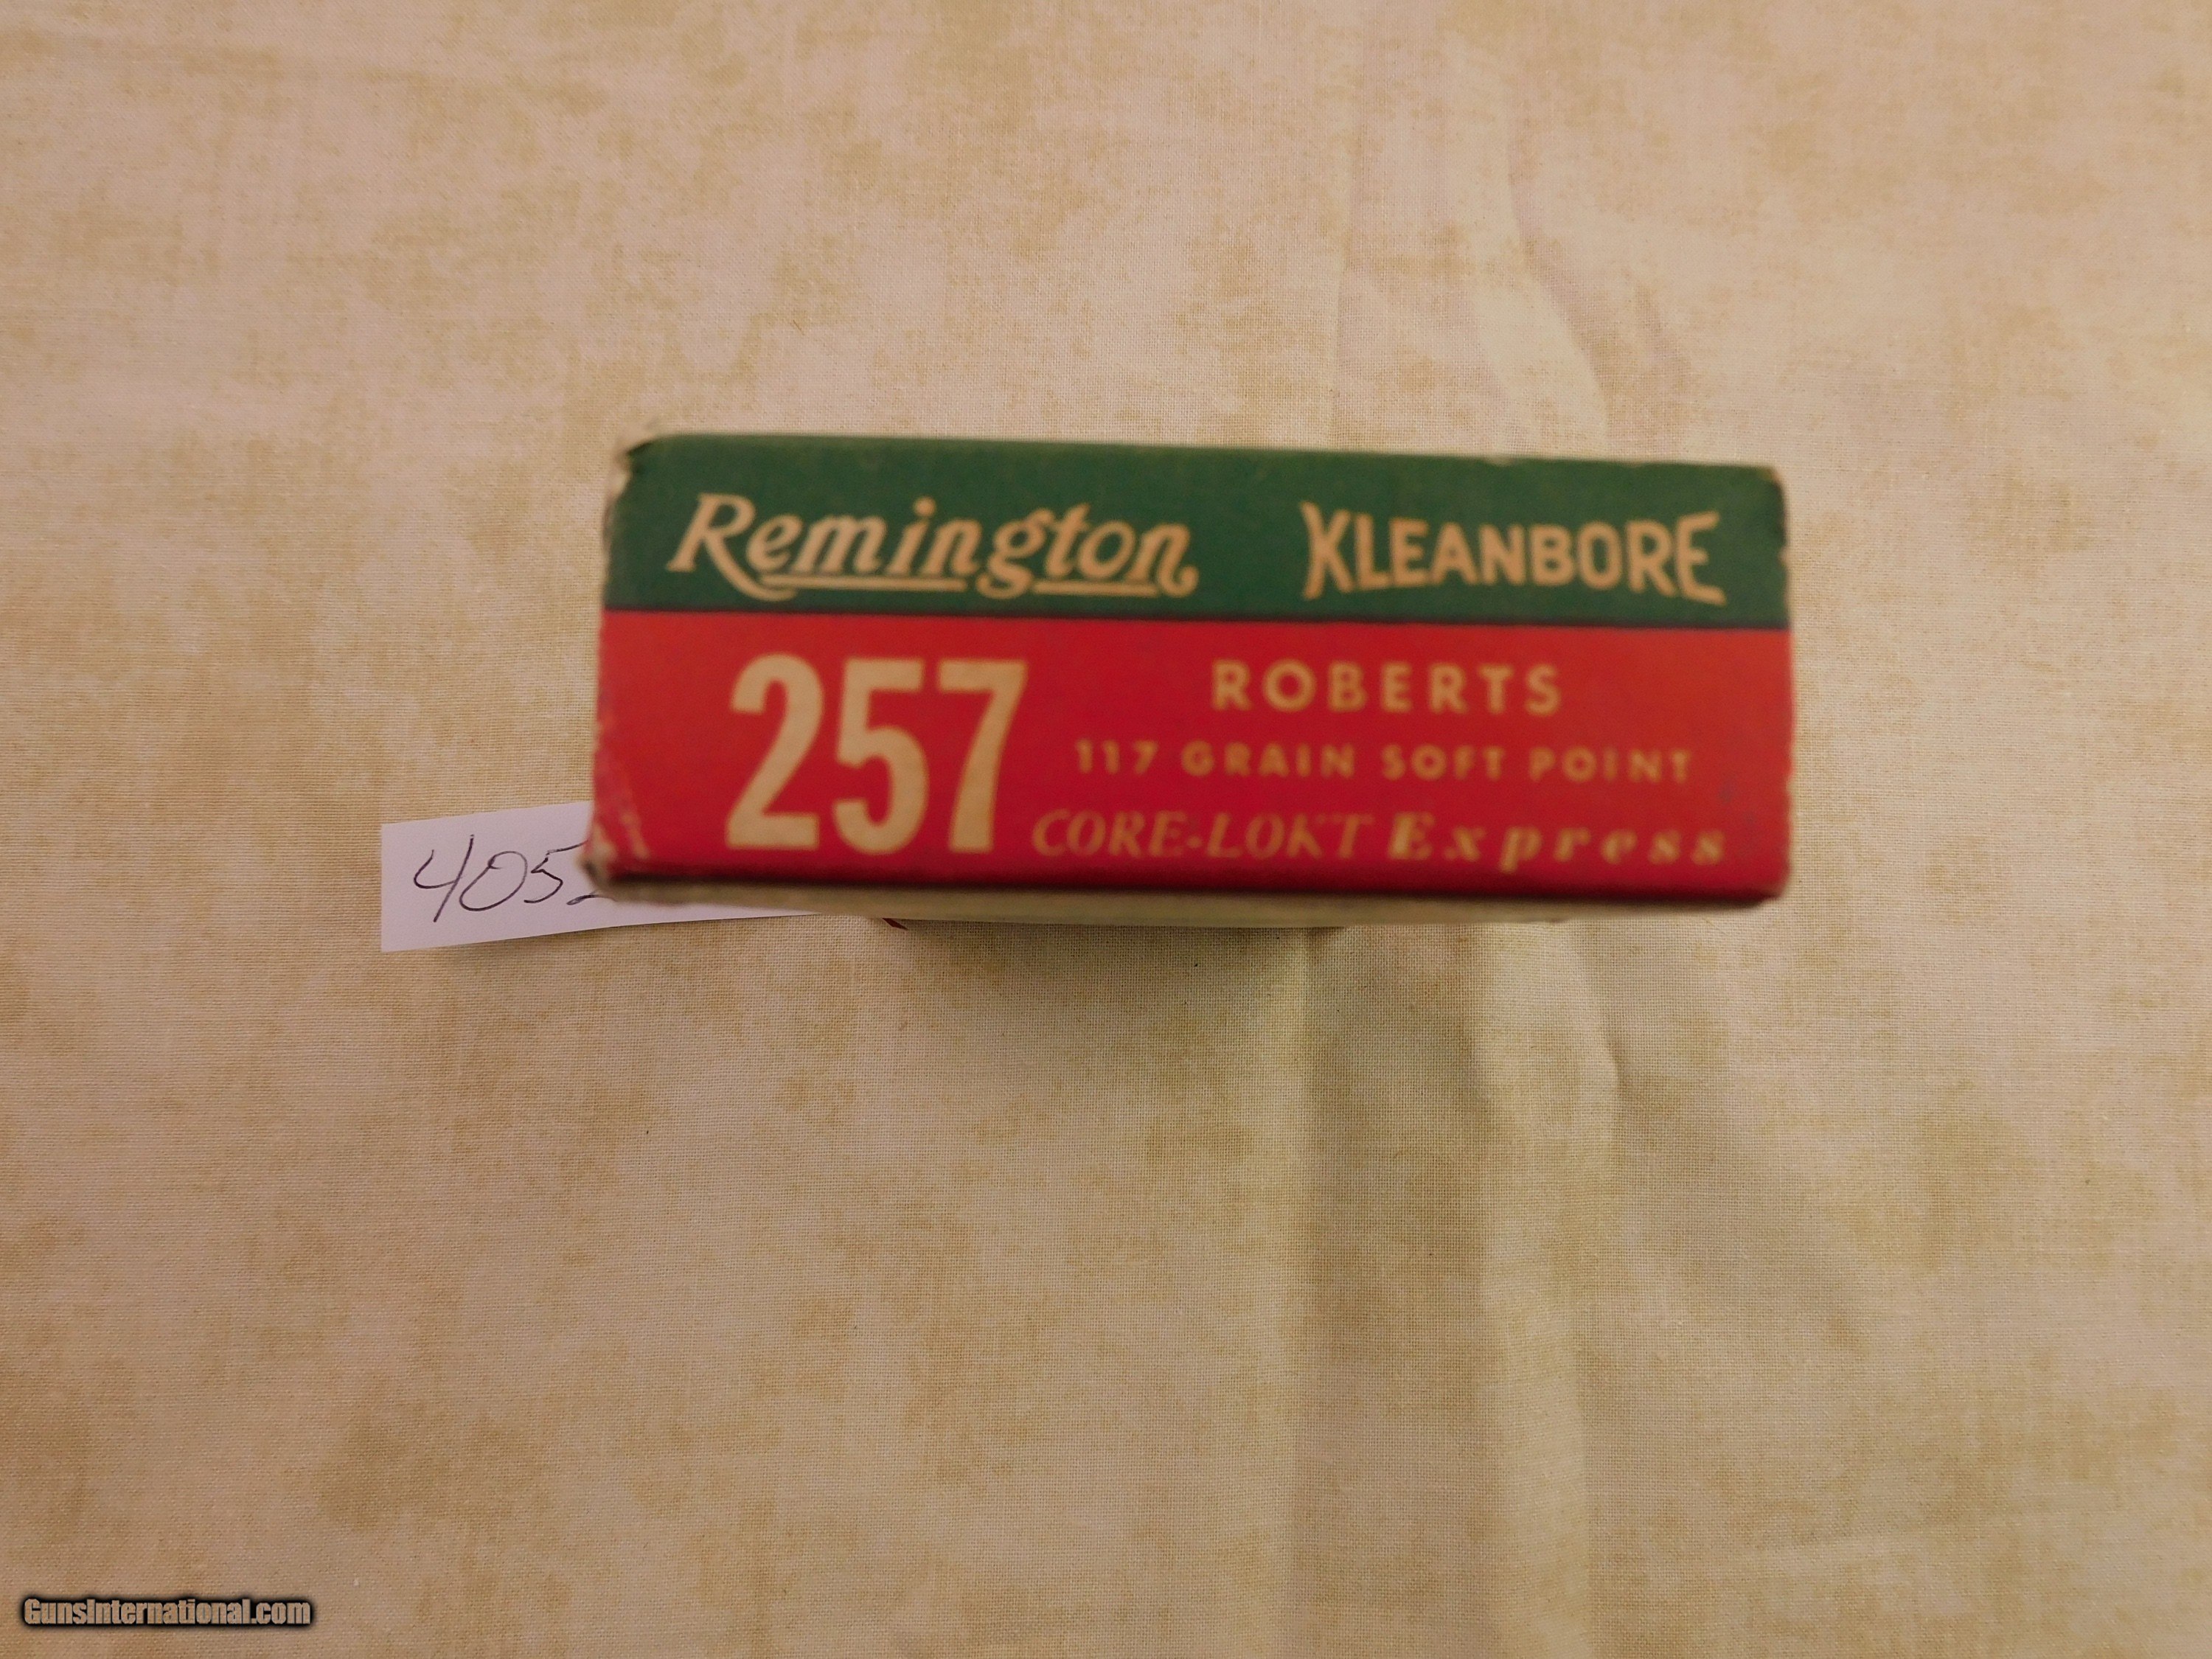 Remington KLEANBORE
257 ROBERTS
117 GRAIN SOFT POINT
CORE-LOKT Express
GunsInternational.com